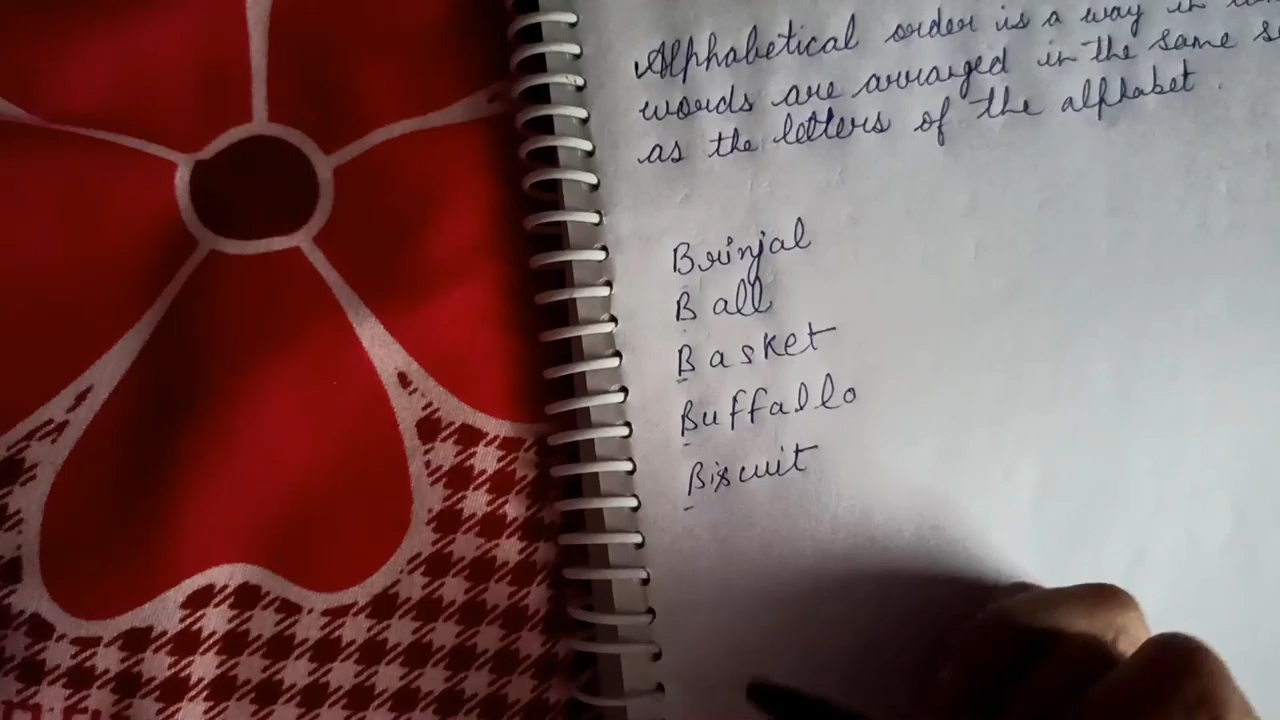 Alphabetical order is a way in
words are arranged in the same
as the letters of the alphabet.
Brinjal
Ball
Basket
Buffallo
Biscuit